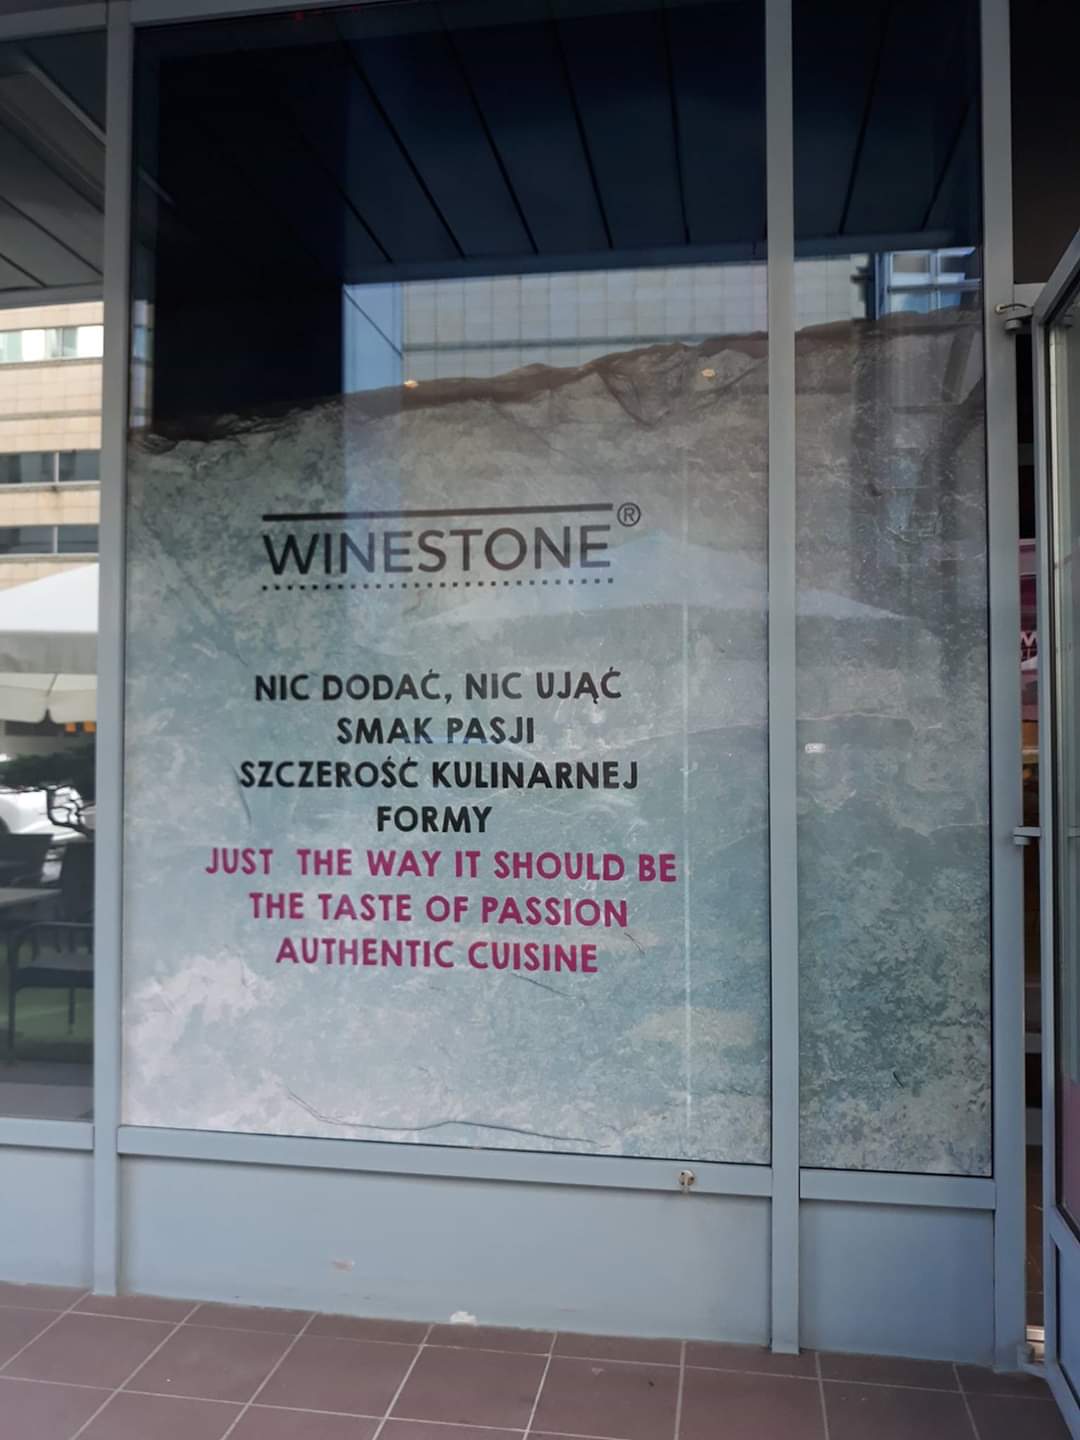 WINESTONE®
NIC DODAĆ, NIC UJĄĆ
SMAK PASJI
SZCZEROŚĆ KULINARNEJ
FORMY
JUST THE WAY IT SHOULD BE
THE TASTE OF PASSION
AUTHENTIC CUISINE